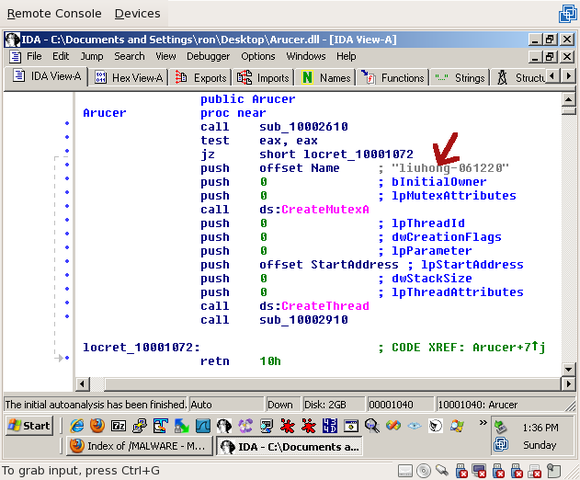 Remote Console Devices
IDA - C:\Documents and Settings\ron\Desktop\Arucer.dll - [IDA View-A]
File Edit Jump Search View Debugger Options Windows Help
IDA View-A Hex View-A Exports Imports N Names Functions "..." Strings Structu
public Arucer
Arucer proc near
call sub_10002610
test eax, eax
jz short locret_10001072
push offset Name ; "liuhong-061220"
push 0 ; bInitialOwner
push 0 ; lpMutexAttributes
call ds:CreateMutexA
push 0 ; lpThreadId
push 0 ; dwCreationFlags
push 0 ; lpParameter
push offset StartAddress ; lpStartAddress
push 0 ; dwStackSize
push 0 ; lpThreadAttributes
call ds:CreateThread
call sub_10002910
locret_10001072: ; CODE XREF: Arucer+7↑j
retn 10h
The initial autoanalysis has been finished. Auto Down Disk: 2GB 00001040 10001040: Arucer
Start » 1:36 PM
Index of /MALWARE - M... IDA - C:\Documents a... Sunday
To grab input, press Ctrl+G